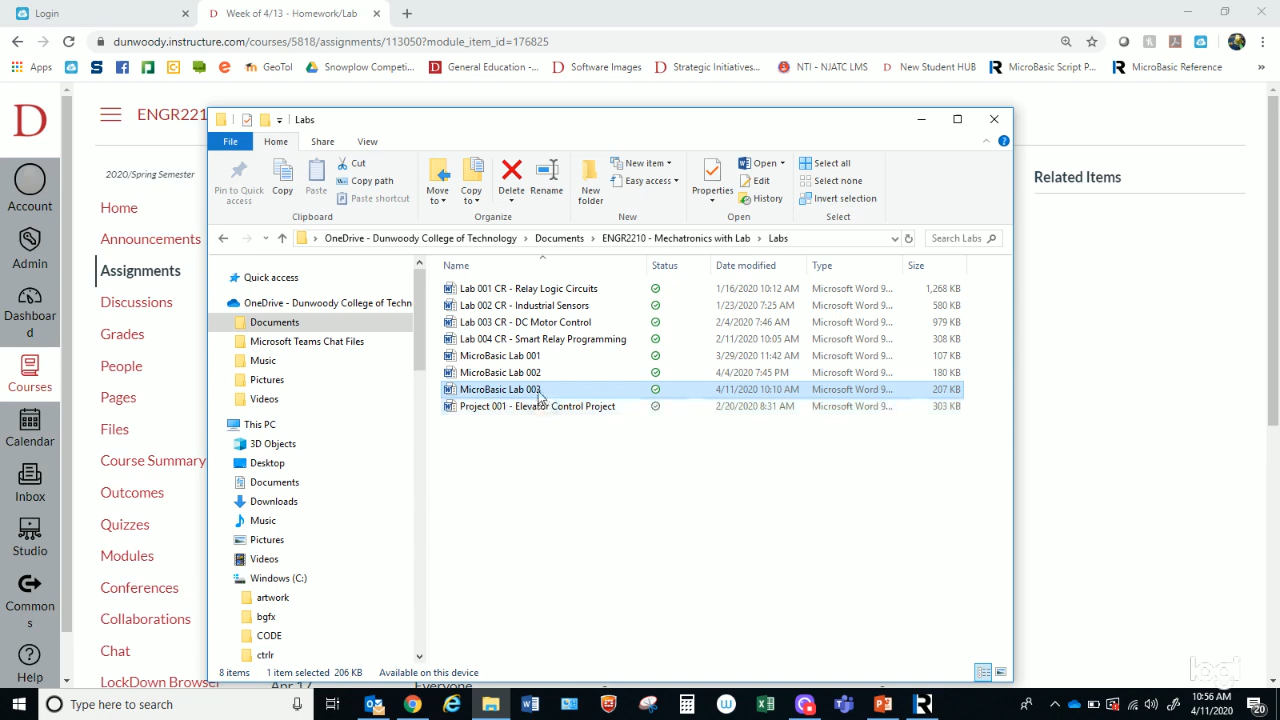 Login
D Week of 4/13 - Homework/Lab
dunwoody.instructure.com/courses/5818/assignments/113050?module_item_id=176825
Apps
GeoTol
Snowplow Competi...
General Education -...
Software Images
Strategic Initiatives...
NTI - NJATC LMS
New Student HUB
MicroBasic Script P...
MicroBasic Reference
»
D
ENGR221
2020/Spring Semester
Related Items
Account
Admin
Dashboar
d
Courses
Calendar
Inbox
Studio
Common
s
Help
Home
Announcements
Assignments
Discussions
Grades
People
Pages
Files
Course Summary
Outcomes
Quizzes
Modules
Conferences
Collaborations
Chat
LockDown Browser
Labs
File Home Share View
Pin to Quick
access
Copy
Paste
Cut
Copy path
Paste shortcut
Clipboard
Move
to
Copy
to
Delete
Rename
Organize
New
folder
New item
Easy access
New
Properties
Open
Edit
History
Open
Select all
Select none
Invert selection
Select
OneDrive - Dunwoody College of Technology > Documents > ENGR2210 - Mechatronics with Lab > Labs
Search Labs
Quick access
OneDrive - Dunwoody College of Techn
Documents
Microsoft Teams Chat Files
Music
Pictures
Videos
This PC
3D Objects
Desktop
Documents
Downloads
Music
Pictures
Videos
Windows (C:)
artwork
bgfx
CODE
ctrlr
Name Status Date modified Type Size
Lab 001 CR - Relay Logic Circuits 1/16/2020 10:12 AM Microsoft Word 9... 1,268 KB
Lab 002 CR - Industrial Sensors 1/23/2020 7:25 AM Microsoft Word 9... 580 KB
Lab 003 CR - DC Motor Control 2/4/2020 7:46 AM Microsoft Word 9... 979 KB
Lab 004 CR - Smart Relay Programming 2/11/2020 10:05 AM Microsoft Word 9... 308 KB
MicroBasic Lab 001 3/29/2020 11:42 AM Microsoft Word 9... 107 KB
MicroBasic Lab 002 4/4/2020 7:45 PM Microsoft Word 9... 180 KB
MicroBasic Lab 003 4/11/2020 10:10 AM Microsoft Word 9... 207 KB
Project 001 - Elevator Control Project 2/20/2020 8:31 AM Microsoft Word 9... 303 KB
8 items 1 item selected 206 KB Available on this device
logi
Type here to search
10:56 AM
4/11/2020
20